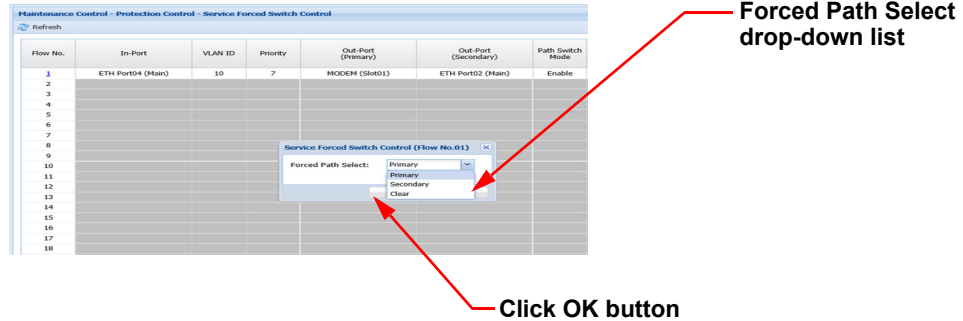 Maintenance Control - Protection Control - Service Forced Switch Control
Refresh
Flow No. In-Port VLAN ID Priority Out-Port (Primary) Out-Port (Secondary) Path Switch Mode
1 ETH Port04 (Main) 10 7 MODEM (Slot01) ETH Port02 (Main) Enable
2
3
4
5
6
7
8
9
10
11
12
13
14
15
16
17
18
Service Forced Switch Control (Flow No.01)
Forced Path Select: Primary
Primary
Secondary
Clear
Forced Path Select
drop-down list
Click OK button